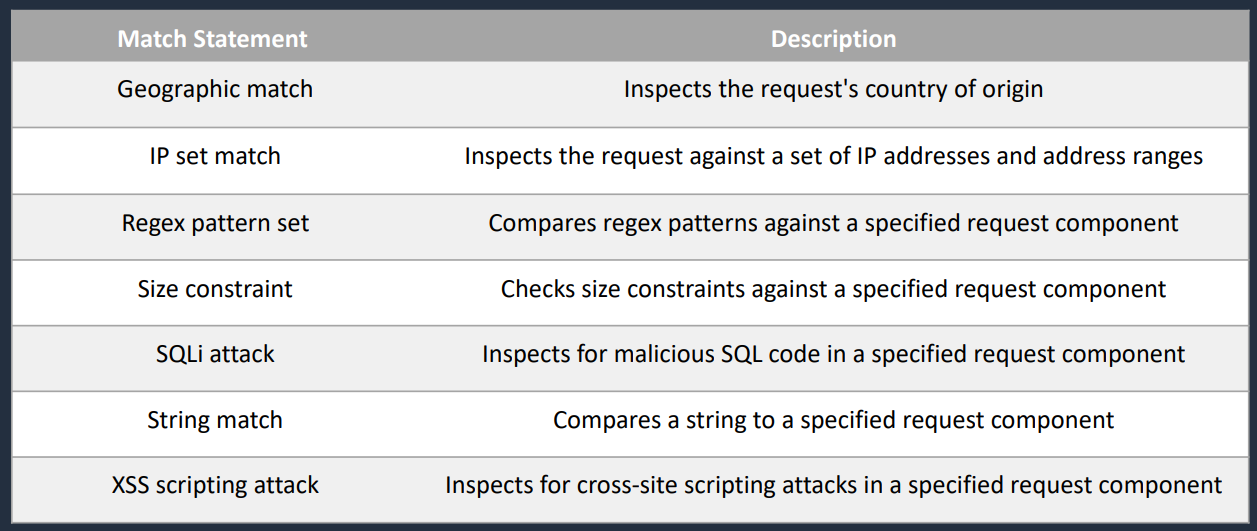 Match Statement Description
Geographic match Inspects the request's country of origin
IP set match Inspects the request against a set of IP addresses and address ranges
Regex pattern set Compares regex patterns against a specified request component
Size constraint Checks size constraints against a specified request component
SQLi attack Inspects for malicious SQL code in a specified request component
String match Compares a string to a specified request component
XSS scripting attack Inspects for cross-site scripting attacks in a specified request component